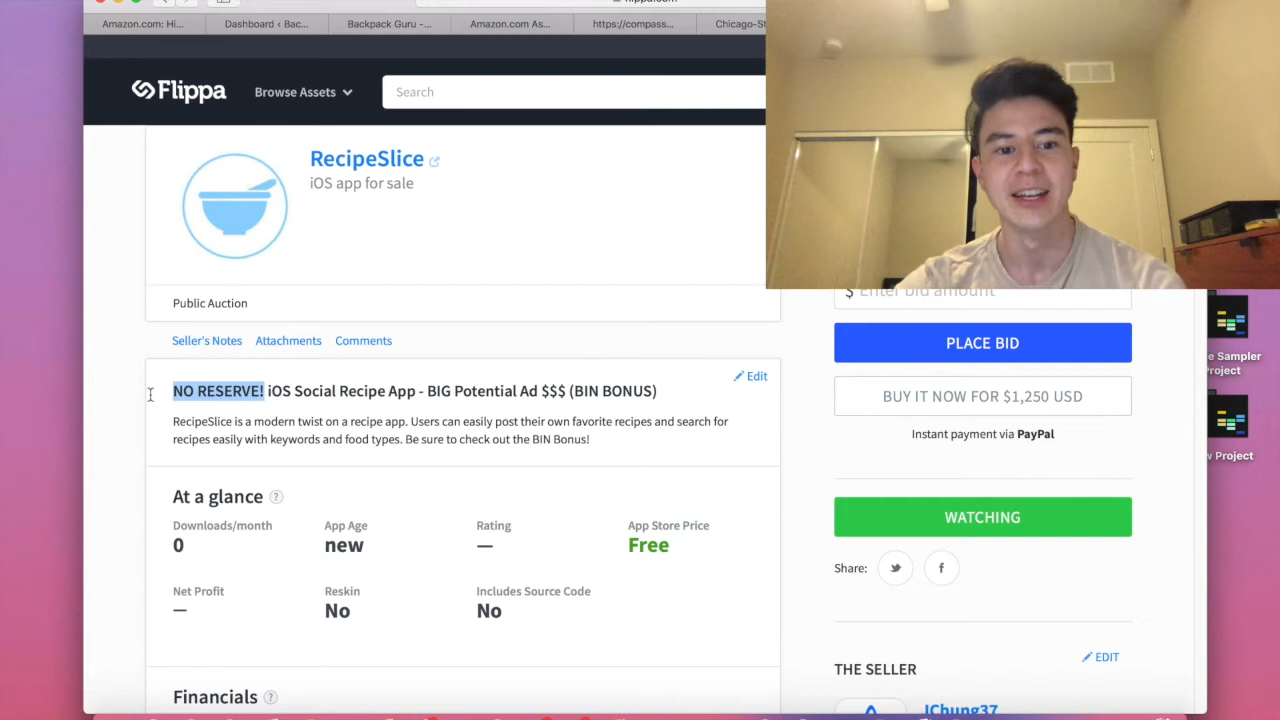 Amazon.com: Hi...
Dashboard ‹ Bac...
Backpack Guru -...
Amazon.com As...
https://compass...
Chicago-St
Flippa
Browse Assets
Search
RecipeSlice
iOS app for sale
Public Auction
Seller's Notes
Attachments
Comments
Edit
NO RESERVE! iOS Social Recipe App - BIG Potential Ad $$$ (BIN BONUS)
RecipeSlice is a modern twist on a recipe app. Users can easily post their own favorite recipes and search for
recipes easily with keywords and food types. Be sure to check out the BIN Bonus!
At a glance ?
Downloads/month
0
App Age
new
Rating
—
App Store Price
Free
Net Profit
—
Reskin
No
Includes Source Code
No
Financials ?
$ Enter bid amount
PLACE BID
BUY IT NOW FOR $1,250 USD
Instant payment via PayPal
WATCHING
Share:
EDIT
THE SELLER
JChung37
e Sampler
Project
w Project